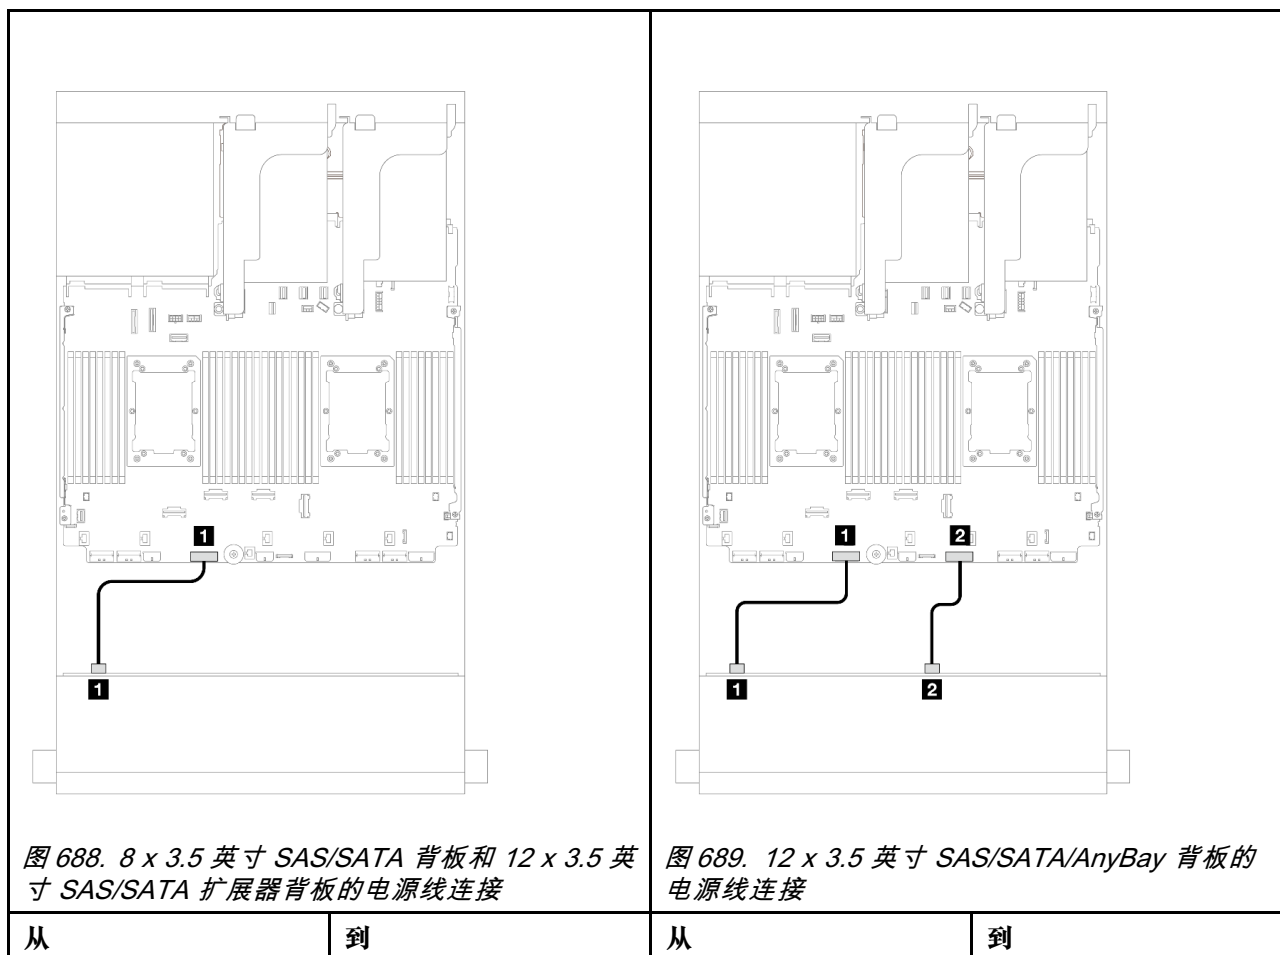 1
1
图 688. 8 x 3.5 英寸 SAS/SATA 背板和 12 x 3.5 英
寸 SAS/SATA 扩展器背板的电源线连接
1 2
1 2
图 689. 12 x 3.5 英寸 SAS/SATA/AnyBay 背板的
电源线连接
从 到 从 到